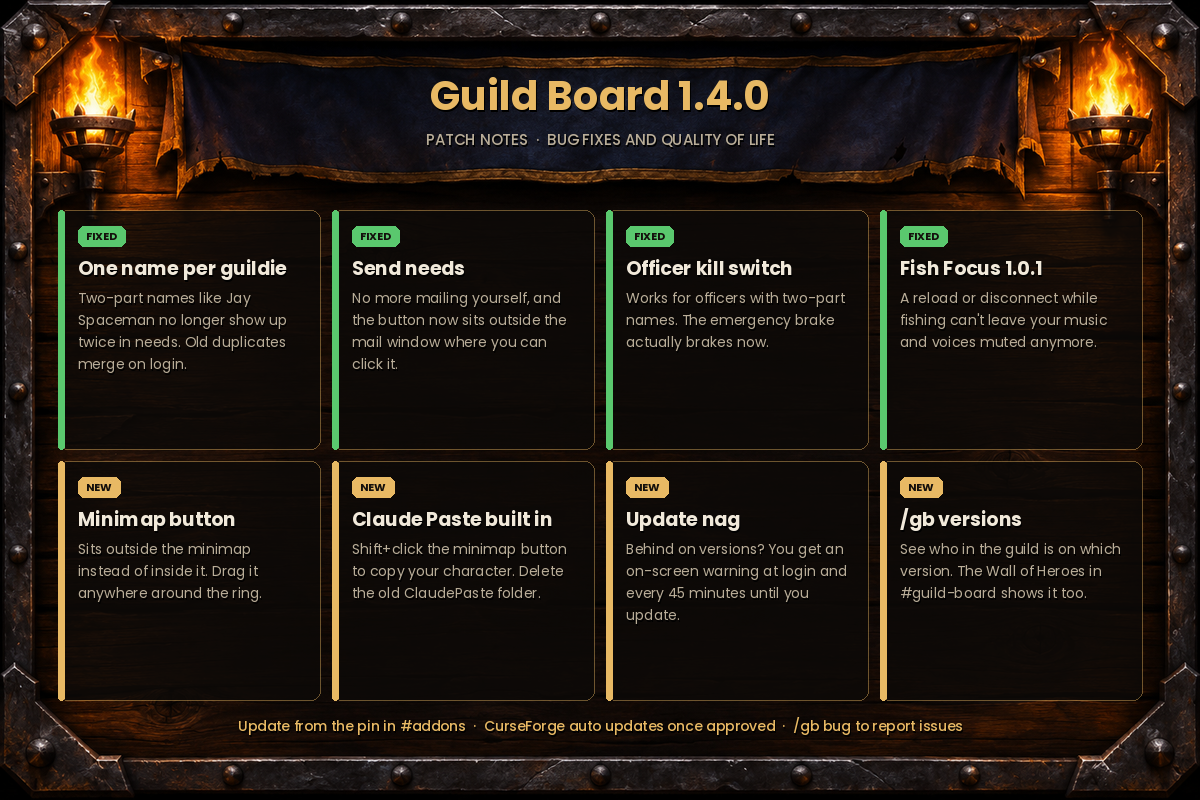 Guild Board 1.4.0
PATCH NOTES · BUGFIXES AND QUALITY OF LIFE
FIXED
One name per guildie
Two-part names like Jay
Spaceman no longer show up
twice in needs. Old duplicates
merge on login.
FIXED
Send needs
No more mailing yourself, and
the button now sits outside the
mail window where you can
click it.
FIXED
Officer kill switch
Works for officers with two-part
names. The emergency brake
actually brakes now.
FIXED
Fish Focus 1.0.1
A reload or disconnect while
fishing can't leave your music
and voices muted anymore.
NEW
Minimap button
Sits outside the minimap
instead of inside it. Drag it
anywhere around the ring.
NEW
Claude Paste built in
Shift+click the minimap button
to copy your character. Delete
the old ClaudePaste folder.
NEW
Update nag
Behind on versions? You get an
on-screen warning at login and
every 45 minutes until you
update.
NEW
/gb versions
See who in the guild is on which
version. The Wall of Heroes in
#guild-board shows it too.
Update from the pin in #addons · CurseForge auto updates once approved · /gb bug to report issues